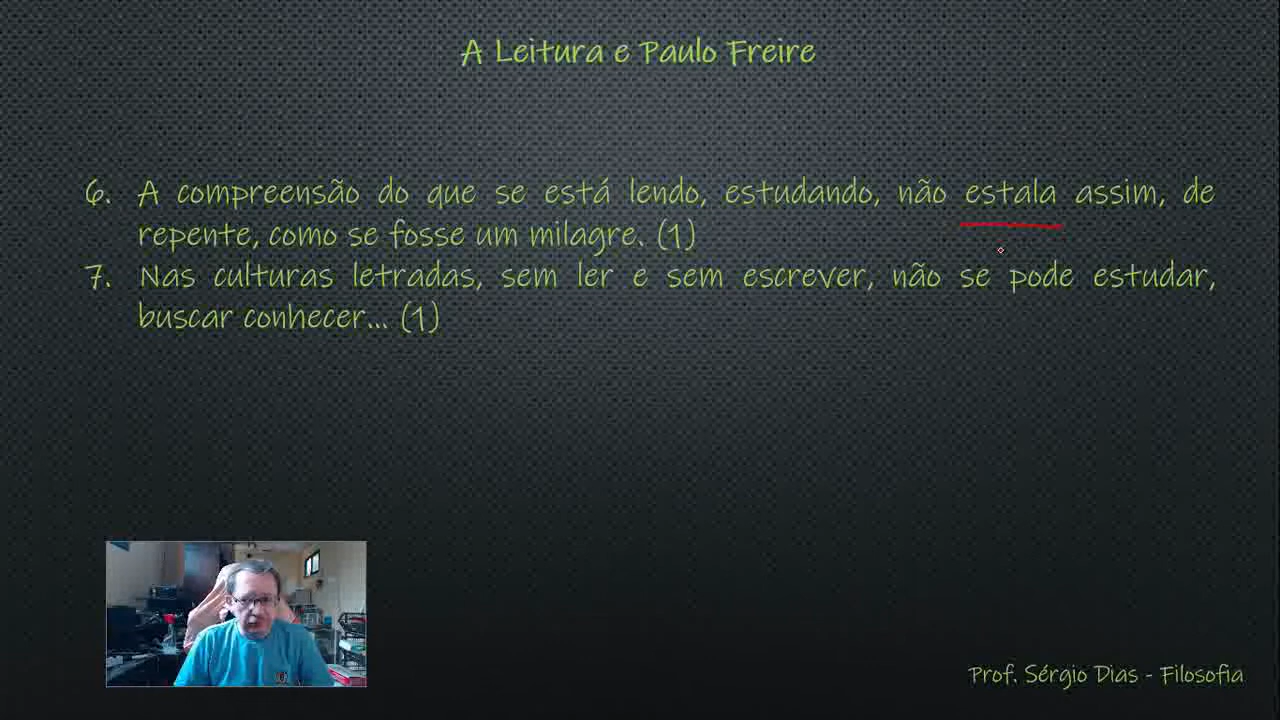 A Leitura e Paulo Freire
6. A compreensão do que se está lendo, estudando, não estala assim, de
repente, como se fosse um milagre. (1)
7. Nas culturas letradas, sem ler e sem escrever, não se pode estudar,
buscar conhecer... (1)
Prof. Sérgio Dias - Filosofia